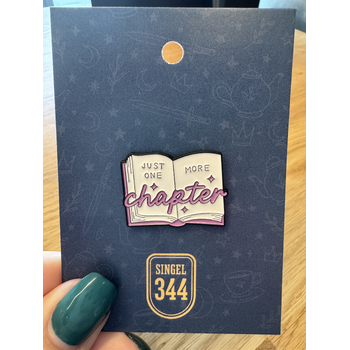 JUST
ONE
MORE
chapter
SINGEL
344